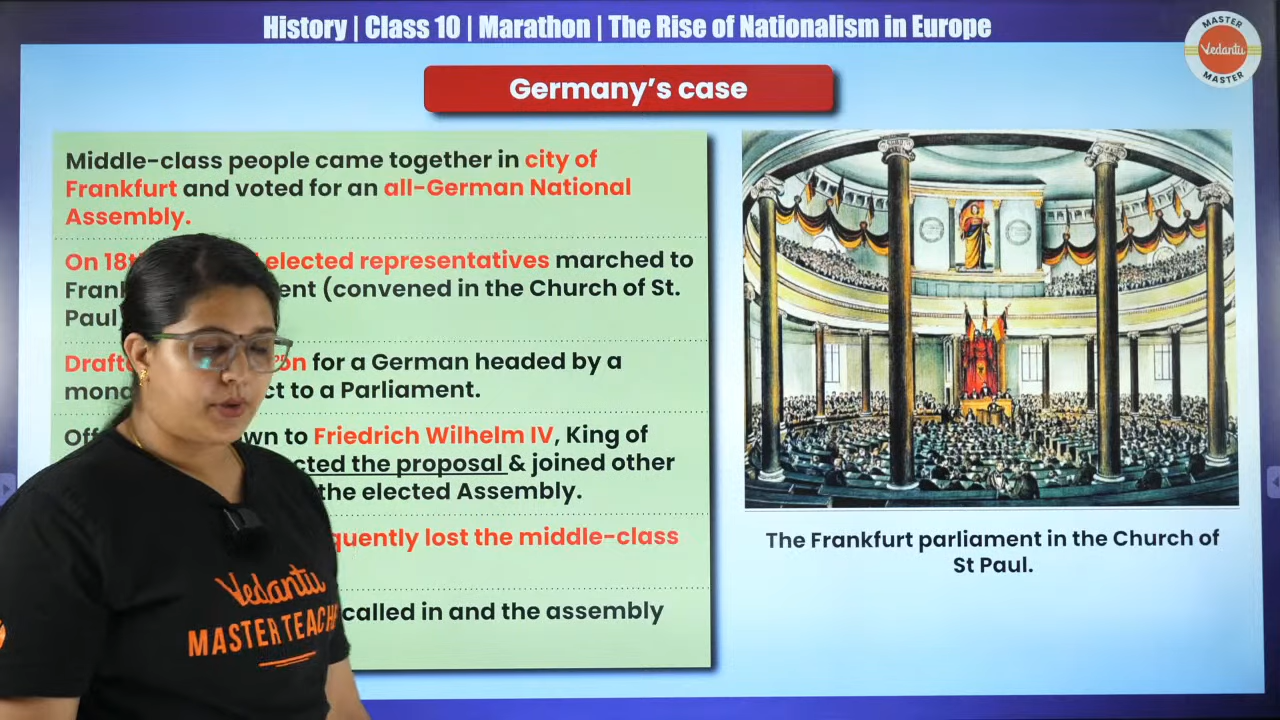 History | Class 10 | Marathon | The Rise of Nationalism in Europe
MASTER
Vedantu
MASTER
Germany's case
Middle-class people came together in city of
Frankfurt and voted for an all-German National
Assembly.
On 18t elected representatives marched to
Fran ent (convened in the Church of St.
Paul
Draft on for a German headed by a
mon ct to a Parliament.
Off wn to Friedrich Wilhelm IV, King of
cted the proposal & joined other
the elected Assembly.
quently lost the middle-class
called in and the assembly
The Frankfurt parliament in the Church of
St Paul.
Vedantu
MASTER TEACH